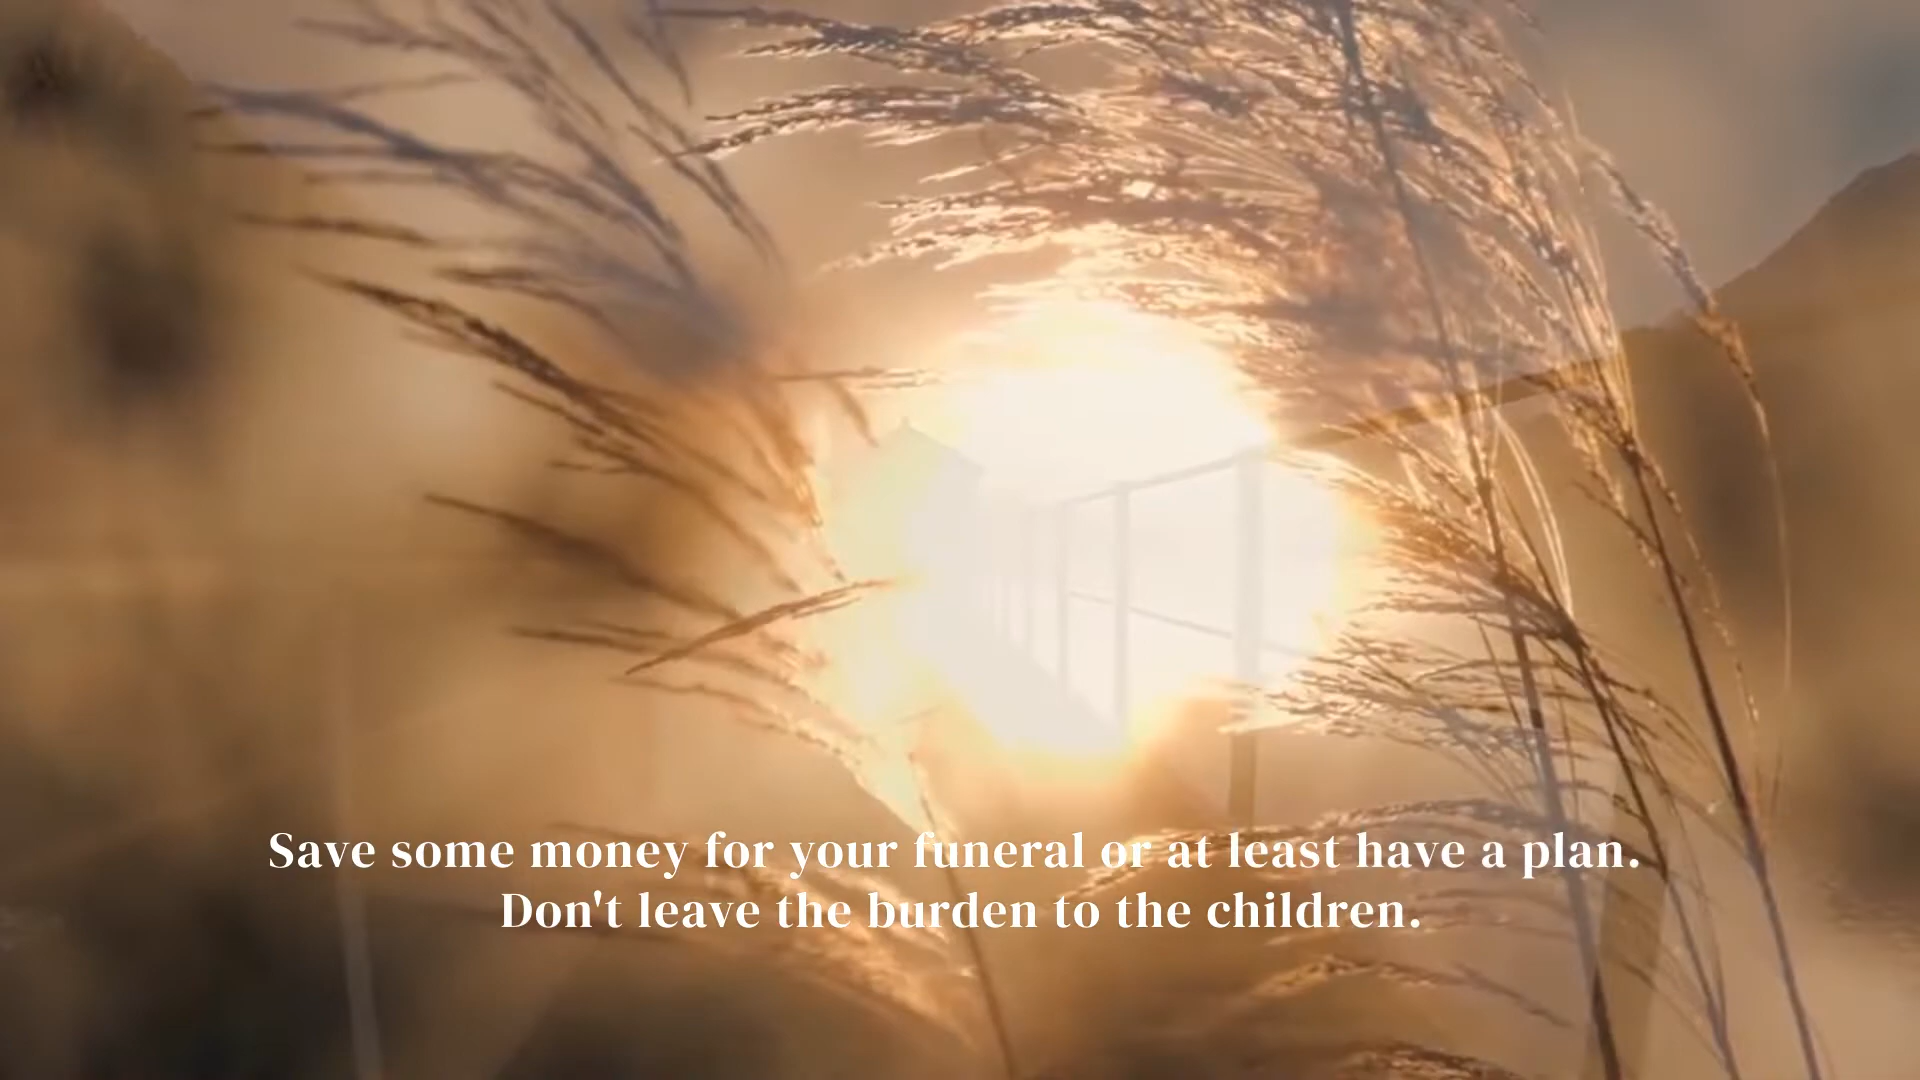 Save some money for your funeral or at least have a plan.
Don't leave the burden to the children.